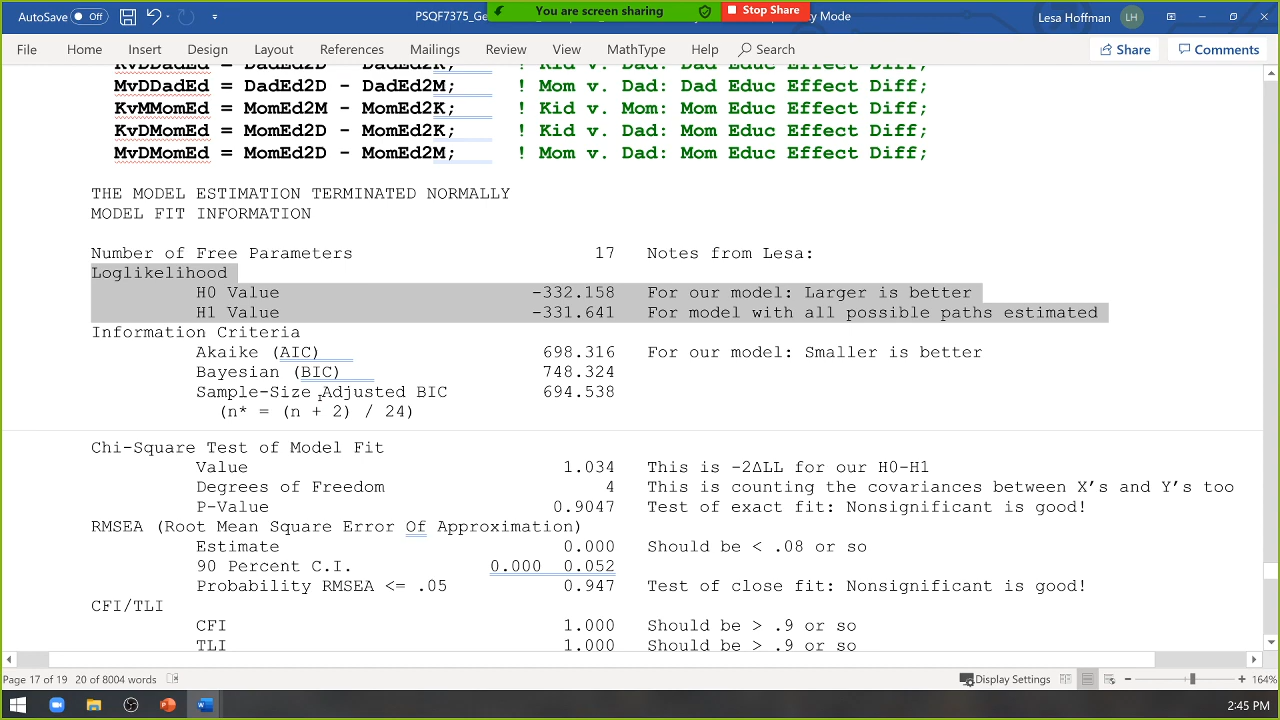 AutoSave Off PSQF7375_Ge You are screen sharing Stop Share y Mode Lesa Hoffman LH
File Home Insert Design Layout References Mailings Review View MathType Help Search Share Comments
KvDDadEd = DadEd2D - DadEd2K; ! Kid v. Dad: Dad Educ Effect Diff;
MvDDadEd = DadEd2D - DadEd2M; ! Mom v. Dad: Dad Educ Effect Diff;
KvMMomEd = MomEd2M - MomEd2K; ! Kid v. Mom: Mom Educ Effect Diff;
KvDMomEd = MomEd2D - MomEd2K; ! Kid v. Dad: Mom Educ Effect Diff;
MvDMomEd = MomEd2D - MomEd2M; ! Mom v. Dad: Mom Educ Effect Diff;
THE MODEL ESTIMATION TERMINATED NORMALLY
MODEL FIT INFORMATION
Number of Free Parameters 17 Notes from Lesa:
Loglikelihood
H0 Value -332.158 For our model: Larger is better
H1 Value -331.641 For model with all possible paths estimated
Information Criteria
Akaike (AIC) 698.316 For our model: Smaller is better
Bayesian (BIC) 748.324
Sample-Size Adjusted BIC 694.538
(n* = (n + 2) / 24)
Chi-Square Test of Model Fit
Value 1.034 This is -2ΔLL for our H0-H1
Degrees of Freedom 4 This is counting the covariances between X’s and Y’s too
P-Value 0.9047 Test of exact fit: Nonsignificant is good!
RMSEA (Root Mean Square Error Of Approximation)
Estimate 0.000 Should be < .08 or so
90 Percent C.I. 0.000 0.052
Probability RMSEA <= .05 0.947 Test of close fit: Nonsignificant is good!
CFI/TLI
CFI 1.000 Should be > .9 or so
TLI 1.000 Should be > .9 or so
Page 17 of 19 20 of 8004 words Display Settings 164%
2:45 PM